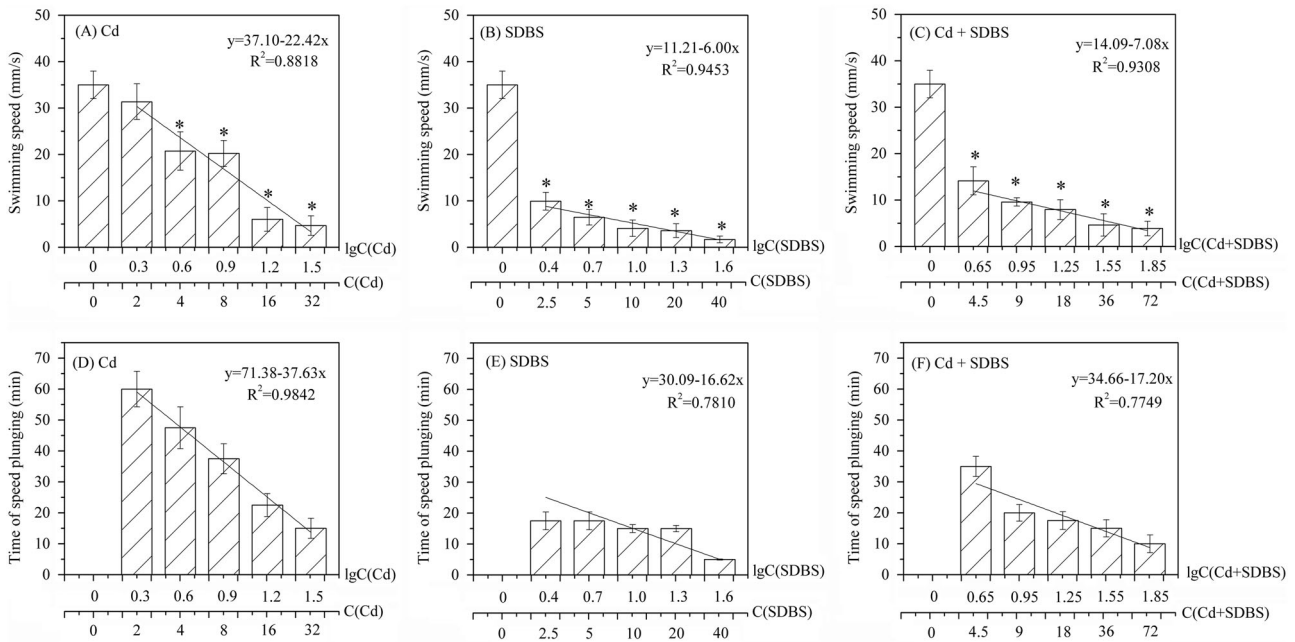 (A) Cd
y=37.10-22.42x
R²=0.8818
Swimming speed (mm/s)
50
40
30
20
10
0
*
*
*
*
lgC(Cd)
0 0.3 0.6 0.9 1.2 1.5
C(Cd)
0 2 4 8 16 32
(B) SDBS
y=11.21-6.00x
R²=0.9453
Swimming speed (mm/s)
50
40
30
20
10
0
* * * * *
lgC(SDBS)
0 0.4 0.7 1.0 1.3 1.6
C(SDBS)
0 2.5 5 10 20 40
(C) Cd + SDBS
y=14.09-7.08x
R²=0.9308
Swimming speed (mm/s)
50
40
30
20
10
0
* * * * *
lgC(Cd+SDBS)
0 0.65 0.95 1.25 1.55 1.85
C(Cd+SDBS)
0 4.5 9 18 36 72
(D) Cd
y=71.38-37.63x
R²=0.9842
Time of speed plunging (min)
70
60
50
40
30
20
10
0
lgC(Cd)
0 0.3 0.6 0.9 1.2 1.5
C(Cd)
0 2 4 8 16 32
(E) SDBS
y=30.09-16.62x
R²=0.7810
Time of speed plunging (min)
70
60
50
40
30
20
10
0
lgC(SDBS)
0 0.4 0.7 1.0 1.3 1.6
C(SDBS)
0 2.5 5 10 20 40
(F) Cd + SDBS
y=34.66-17.20x
R²=0.7749
Time of speed plunging (min)
70
60
50
40
30
20
10
0
lgC(Cd+SDBS)
0 0.65 0.95 1.25 1.55 1.85
C(Cd+SDBS)
0 4.5 9 18 36 72